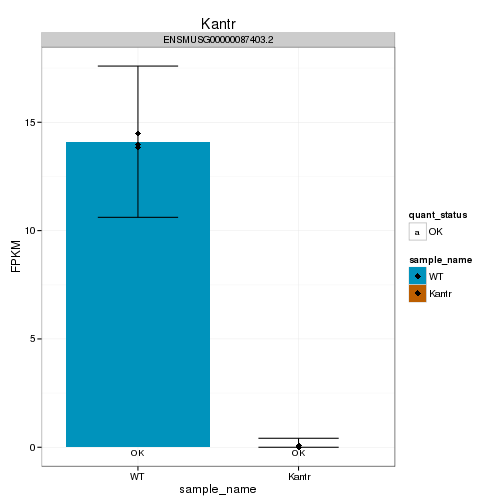 Kantr
ENSMUSG00000087403.2
FPKM
15
10
5
0
OK
OK
WT
Kantr
sample_name
quant_status
a OK
sample_name
WT
Kantr